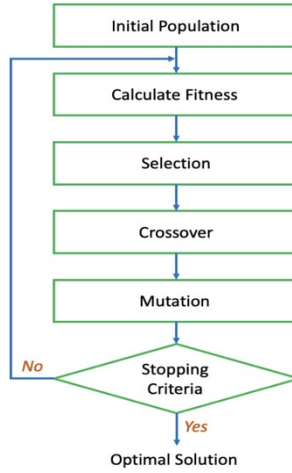 Initial Population
Calculate Fitness
Selection
Crossover
Mutation
Stopping
Criteria
No
Yes
Optimal Solution